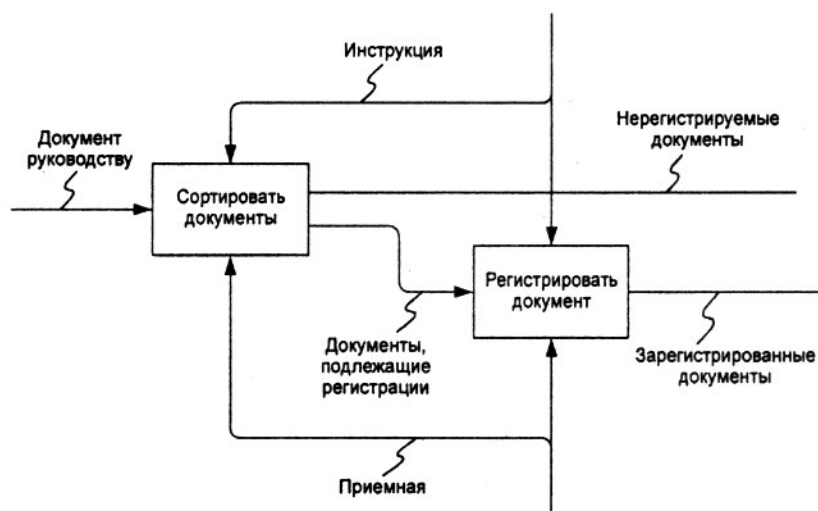 Инструкция
Нерегистрируемые
документы
Документ
руководству
Сортировать
документы
Регистрировать
документ
Документы,
подлежащие
регистрации
Зарегистрированные
документы
Приемная